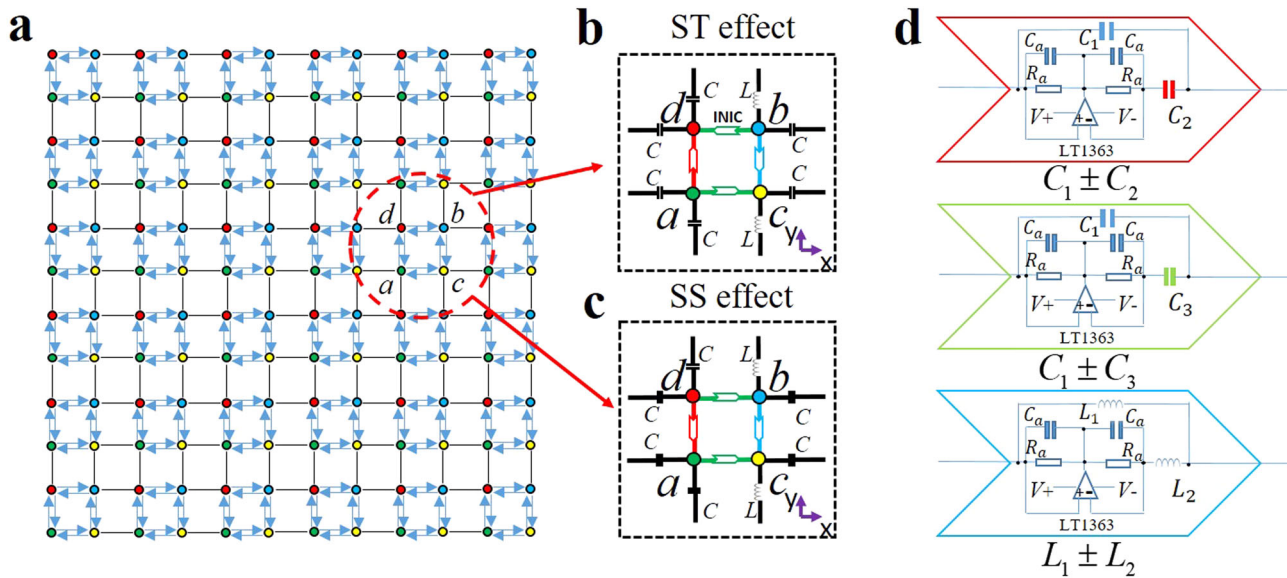 a
d
b
a
c
b
ST effect
C
L
d
INIC
b
C
C
C
C
a
c
C
L
y
x
c
SS effect
C
L
d
b
C
C
C
C
a
c
C
L
y
x
d
C_a
C_1
C_a
R_a
R_a
V+
+-
V-
C_2
LT1363
C_1 ± C_2
C_a
C_1
C_a
R_a
R_a
V+
+-
V-
C_3
LT1363
C_1 ± C_3
C_a
L_1
C_a
R_a
R_a
V+
+-
V-
L_2
LT1363
L_1 ± L_2